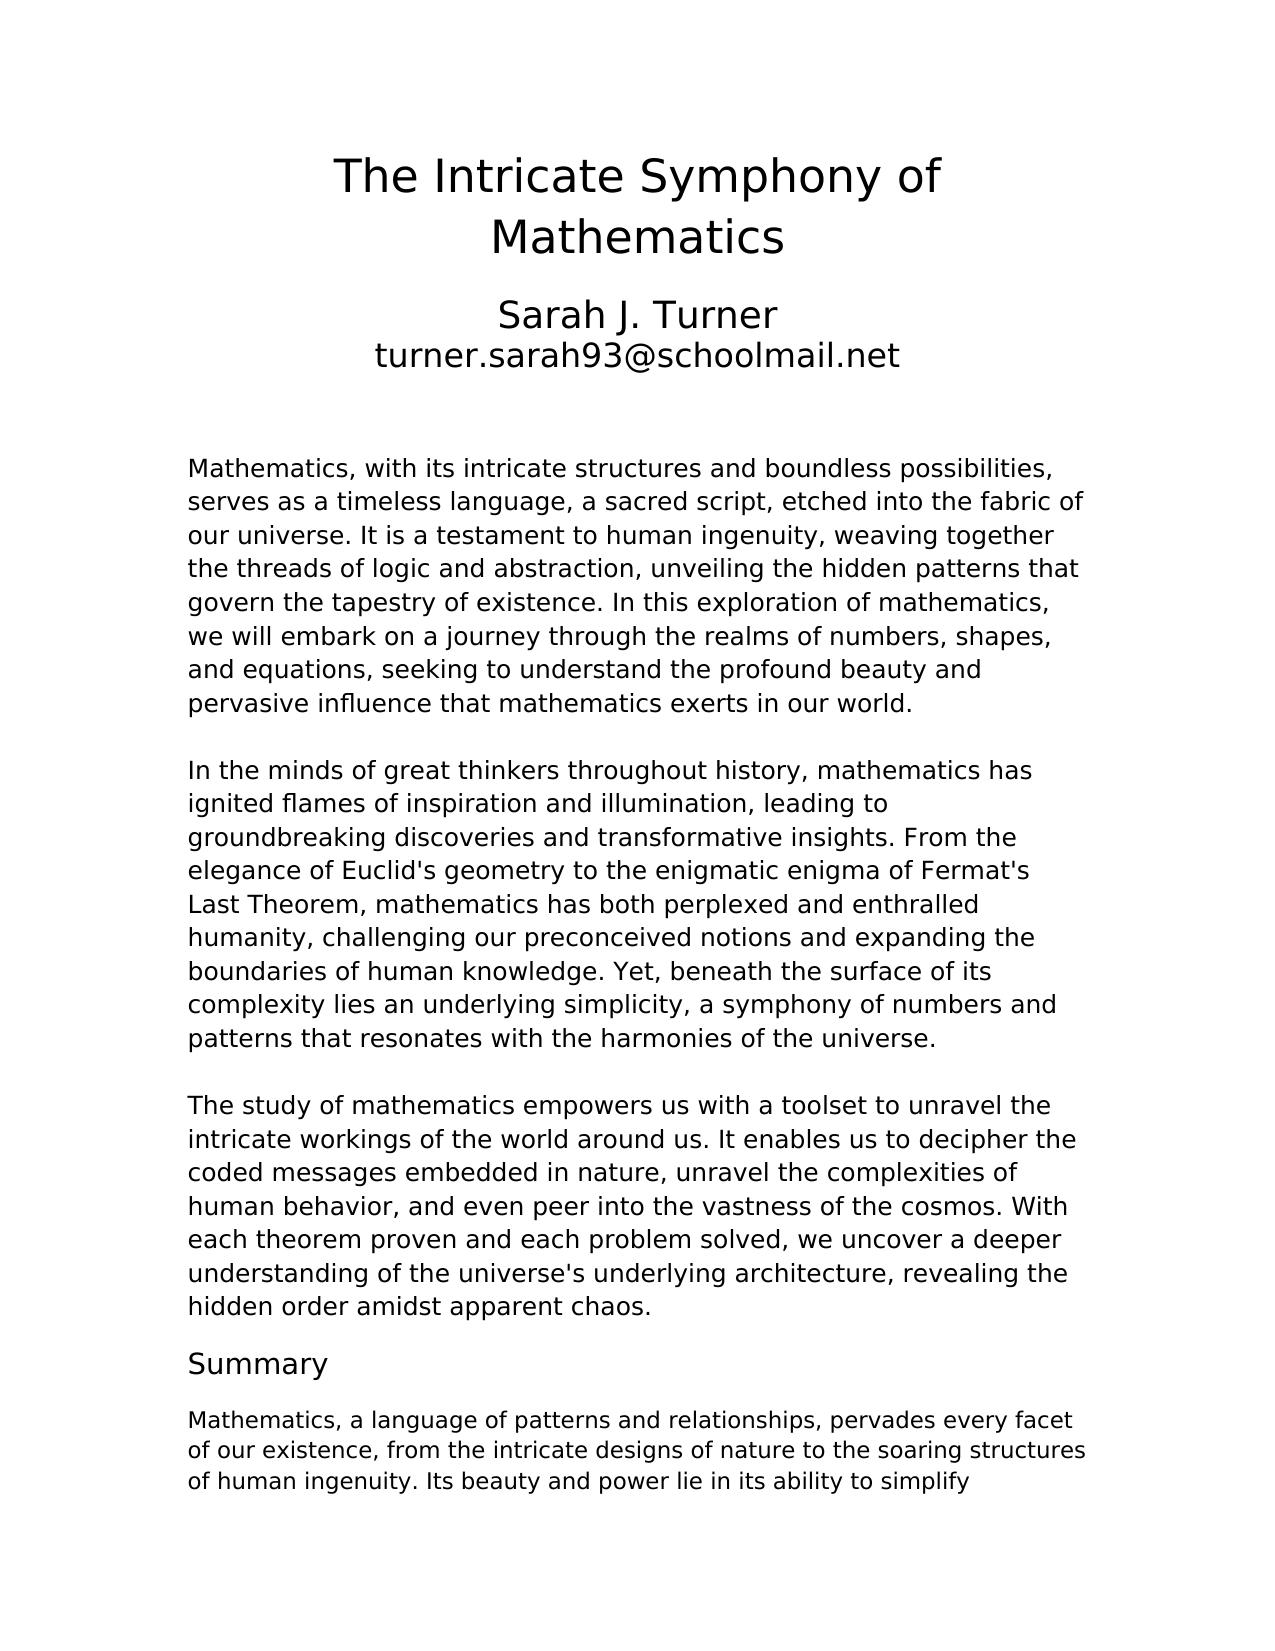 The Intricate Symphony of
Mathematics
Sarah J. Turner
turner.sarah93@schoolmail.net
Mathematics, with its intricate structures and boundless possibilities,
serves as a timeless language, a sacred script, etched into the fabric of
our universe. It is a testament to human ingenuity, weaving together
the threads of logic and abstraction, unveiling the hidden patterns that
govern the tapestry of existence. In this exploration of mathematics,
we will embark on a journey through the realms of numbers, shapes,
and equations, seeking to understand the profound beauty and
pervasive influence that mathematics exerts in our world.
In the minds of great thinkers throughout history, mathematics has
ignited flames of inspiration and illumination, leading to
groundbreaking discoveries and transformative insights. From the
elegance of Euclid's geometry to the enigmatic enigma of Fermat's
Last Theorem, mathematics has both perplexed and enthralled
humanity, challenging our preconceived notions and expanding the
boundaries of human knowledge. Yet, beneath the surface of its
complexity lies an underlying simplicity, a symphony of numbers and
patterns that resonates with the harmonies of the universe.
The study of mathematics empowers us with a toolset to unravel the
intricate workings of the world around us. It enables us to decipher the
coded messages embedded in nature, unravel the complexities of
human behavior, and even peer into the vastness of the cosmos. With
each theorem proven and each problem solved, we uncover a deeper
understanding of the universe's underlying architecture, revealing the
hidden order amidst apparent chaos.
Summary
Mathematics, a language of patterns and relationships, pervades every facet
of our existence, from the intricate designs of nature to the soaring structures
of human ingenuity. Its beauty and power lie in its ability to simplify